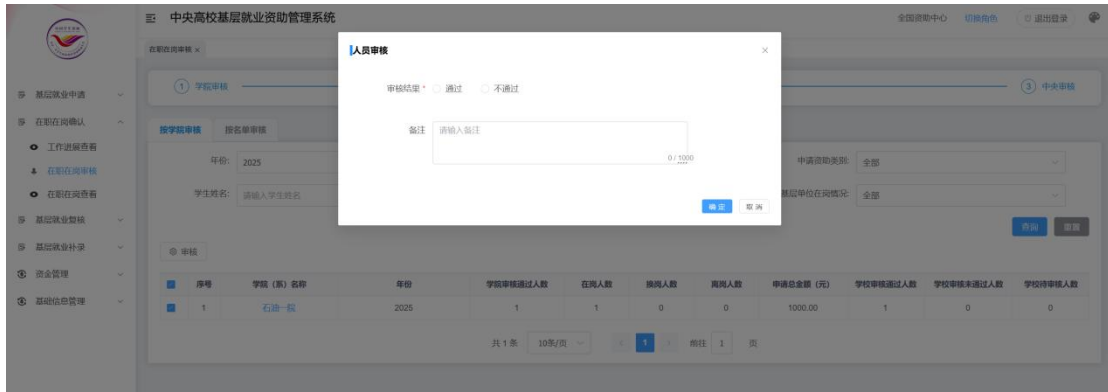 中央高校基层就业资助管理系统
全国资助中心 切换角色 退出登录
在职在岗审核 ×
1 学院审核
3 中央审核
人员审核 ×
审核结果 * 通过 不通过
备注 请输入备注
0 / 1000
确 定 取 消
基层就业申请
在职在岗确认
工作进展查看
在职在岗审核
在职在岗查看
基层就业复核
基层就业补录
资金管理
基础信息管理
按学院审核 按名单审核
年份: 2025 申请资助类别: 全部
学生姓名: 请输入学生姓名 基层单位在岗情况: 全部
查询 重置
审核
序号 学院（系）名称 年份 学院审核通过人数 在岗人数 换岗人数 离岗人数 申请总金额（元） 学校审核通过人数 学校审核未通过人数 学校待审核人数
1 石油一院 2025 1 1 0 0 1000.00 1 0 0
共 1 条 10条/页 1 前往 1 页